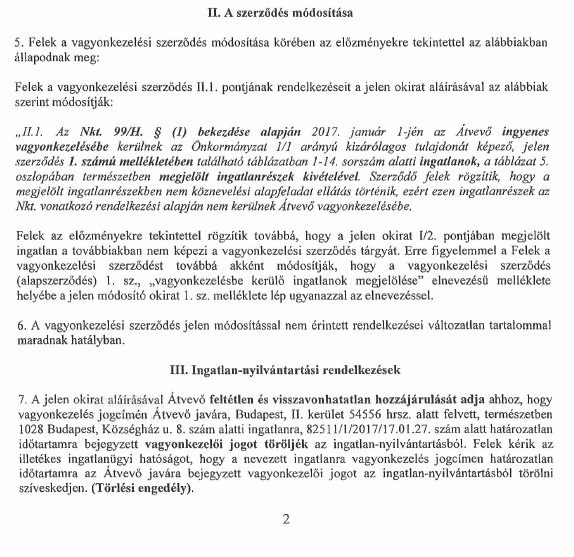 II. A szerződés módosítása
5. Felek a vagyonkezelési szerződés módosítása körében az előzményekre tekintettel az alábbiakban
állapodnak meg:
Felek a vagyonkezelési szerződés II.1. pontjának rendelkezéseit a jelen okirat aláírásával az alábbiak
szerint módosítják:
„II.1. Az Nkt. 99/H. § (1) bekezdése alapján 2017. január 1-jén az Átvevő ingyenes
vagyonkezelésébe kerülnek az Önkormányzat 1/1 arányú kizárólagos tulajdonát képező, jelen
szerződés 1. számú mellékletében található táblázatban 1-14. sorszám alatti ingatlanok, a táblázat 5.
oszlopában természetben megjelölt ingatlanrészek kivételével. Szerződő felek rögzítik, hogy a
megjelölt ingatlanrészekben nem köznevelési alapfeladat ellátás történik, ezért ezen ingatlanrészek az
Nkt. vonatkozó rendelkezési alapján nem kerülnek Átvevő vagyonkezelésébe.
Felek az előzményekre tekintettel rögzítik továbbá, hogy a jelen okirat I/2. pontjában megjelölt
ingatlan a továbbiakban nem képezi a vagyonkezelési szerződés tárgyát. Erre figyelemmel a Felek a
vagyonkezelési szerződést továbbá akként módosítják, hogy a vagyonkezelési szerződés
(alapszerződés) 1. sz., „vagyonkezelésbe kerülő ingatlanok megjelölése” elnevezésű melléklete
helyébe a jelen módosító okirat 1. sz. melléklete lép ugyanazzal az elnevezéssel.
6. A vagyonkezelési szerződés jelen módosítással nem érintett rendelkezései változatlan tartalommal
maradnak hatályban.
III. Ingatlan-nyilvántartási rendelkezések
7. A jelen okirat aláírásával Átvevő feltétlen és visszavonhatatlan hozzájárulását adja ahhoz, hogy
vagyonkezelés jogcímén Átvevő javára, Budapest, II. kerület 54556 hrsz. alatt felvett, természetben
1028 Budapest, Községház u. 8. szám alatti ingatlanra, 82511/1/2017/17.01.27. szám alatt határozatlan
időtartamra bejegyzett vagyonkezelői jogot töröljék az ingatlan-nyilvántartásból. Felek kérik az
illetékes ingatlanügyi hatóságot, hogy a nevezett ingatlanra vagyonkezelés jogcímen határozatlan
időtartamra az Átvevő javára bejegyzett vagyonkezelői jogot az ingatlan-nyilvántartásból törölni
szíveskedjen. (Törlési engedély).
2